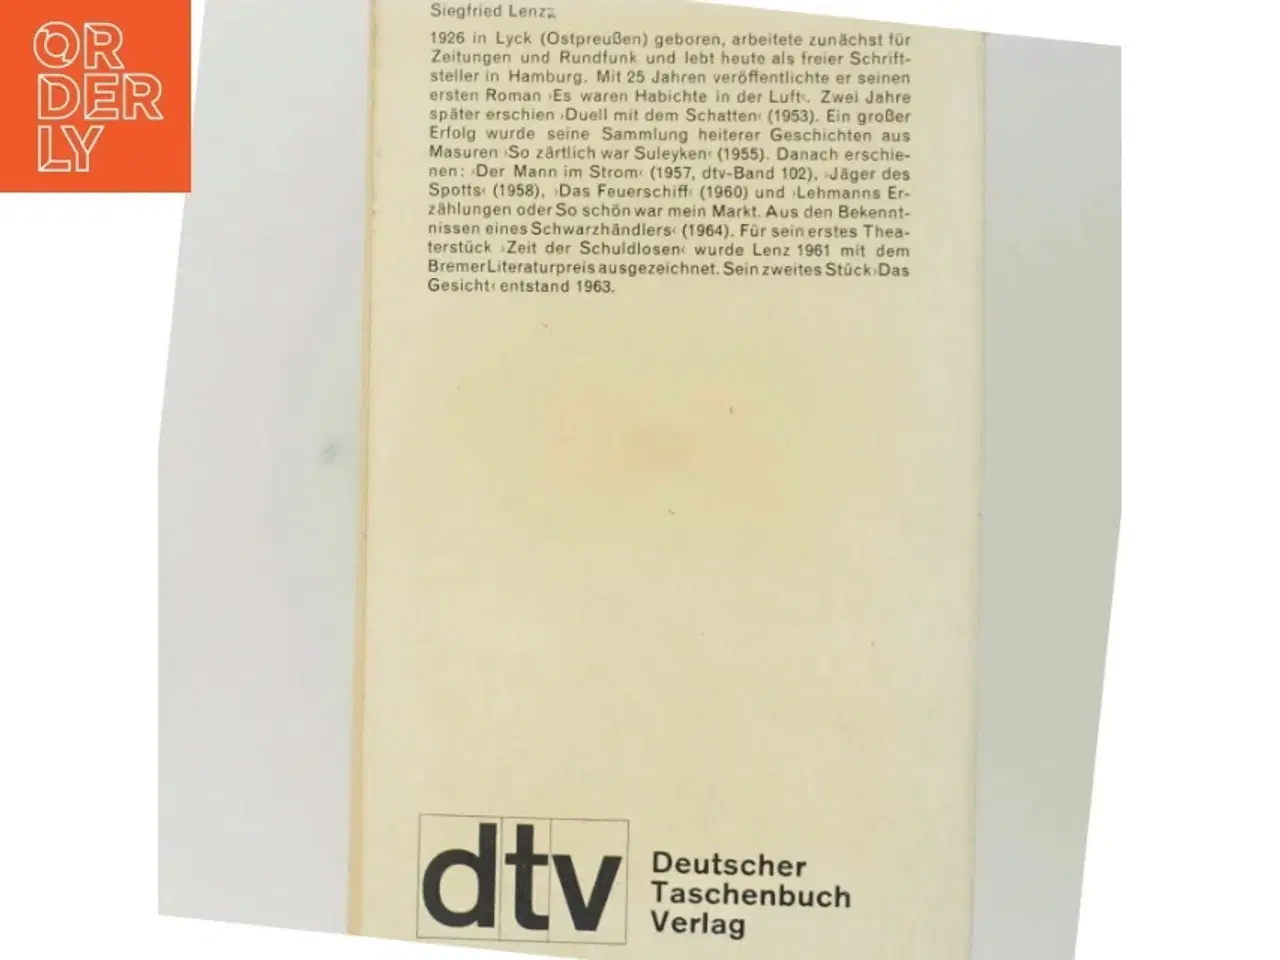 OR
DER
LY
Siegfried Lenz
1926 in Lyck (Ostpreußen) geboren, arbeitete zunächst für
Zeitungen und Rundfunk und lebt heute als freier Schrift-
steller in Hamburg. Mit 25 Jahren veröffentlichte er seinen
ersten Roman ›Es waren Habichte in der Luft‹. Zwei Jahre
später erschien ›Duell mit dem Schatten‹ (1953). Ein großer
Erfolg wurde seine Sammlung heiterer Geschichten aus
Masuren ›So zärtlich war Suleyken‹ (1955). Danach erschie-
nen: ›Der Mann im Strom‹ (1957, dtv-Band 102), ›Jäger des
Spotts‹ (1958), ›Das Feuerschiff‹ (1960) und ›Lehmanns Er-
zählungen oder So schön war mein Markt. Aus den Bekennt-
nissen eines Schwarzhändlers‹ (1964). Für sein erstes Thea-
terstück ›Zeit der Schuldlosen‹ wurde Lenz 1961 mit dem
Bremer Literaturpreis ausgezeichnet. Sein zweites Stück ›Das
Gesicht‹ entstand 1963.
dtv
Deutscher
Taschenbuch
Verlag